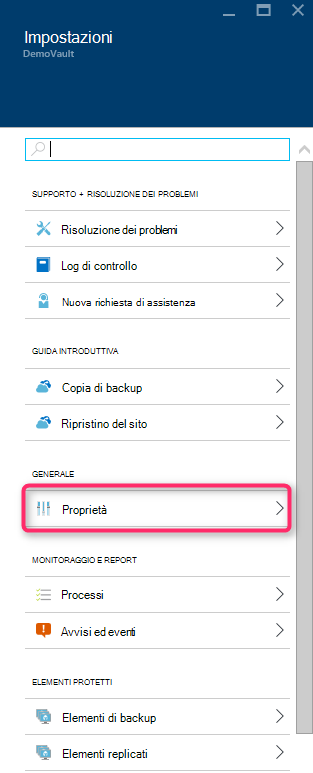 Impostazioni
DemoVault
SUPPORTO + RISOLUZIONE DEI PROBLEMI
Risoluzione dei problemi
Log di controllo
Nuova richiesta di assistenza
GUIDA INTRODUTTIVA
Copia di backup
Ripristino del sito
GENERALE
Proprietà
MONITORAGGIO E REPORT
Processi
Avvisi ed eventi
ELEMENTI PROTETTI
Elementi di backup
Elementi replicati